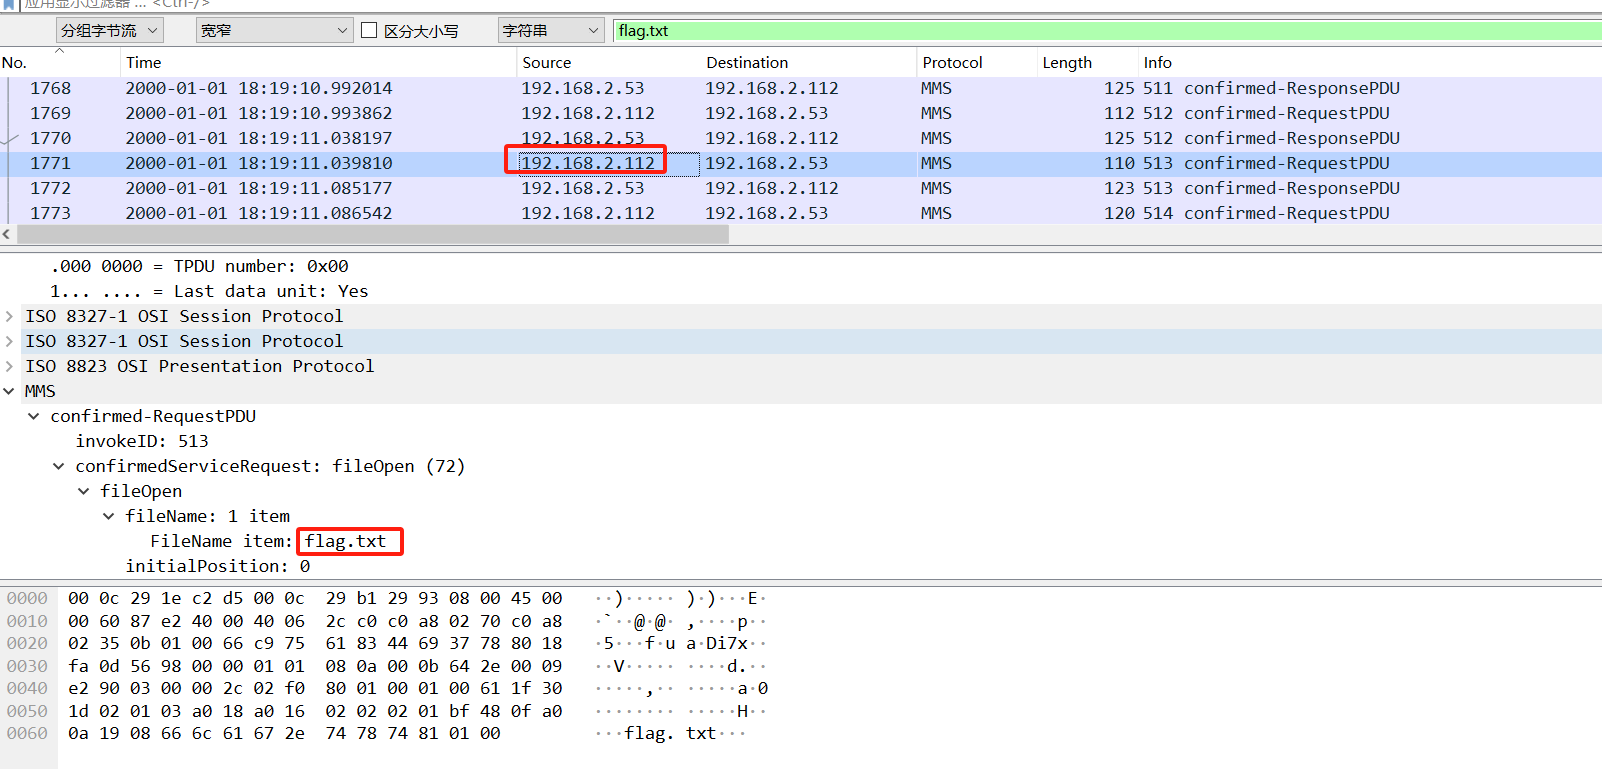 应用显示过滤器 … <Ctrl-/>
分组字节流 宽窄 区分大小写 字符串 flag.txt
No. Time Source Destination Protocol Length Info
1768 2000-01-01 18:19:10.992014 192.168.2.53 192.168.2.112 MMS 125 511 confirmed-ResponsePDU
1769 2000-01-01 18:19:10.993862 192.168.2.112 192.168.2.53 MMS 112 512 confirmed-RequestPDU
1770 2000-01-01 18:19:11.038197 192.168.2.53 192.168.2.112 MMS 125 512 confirmed-ResponsePDU
1771 2000-01-01 18:19:11.039810 192.168.2.112 192.168.2.53 MMS 110 513 confirmed-RequestPDU
1772 2000-01-01 18:19:11.085177 192.168.2.53 192.168.2.112 MMS 123 513 confirmed-ResponsePDU
1773 2000-01-01 18:19:11.086542 192.168.2.112 192.168.2.53 MMS 120 514 confirmed-RequestPDU
.000 0000 = TPDU number: 0x00
1... .... = Last data unit: Yes
ISO 8327-1 OSI Session Protocol
ISO 8327-1 OSI Session Protocol
ISO 8823 OSI Presentation Protocol
MMS
confirmed-RequestPDU
invokeID: 513
confirmedServiceRequest: fileOpen (72)
fileOpen
fileName: 1 item
FileName item: flag.txt
initialPosition: 0
0000 00 0c 29 1e c2 d5 00 0c 29 b1 29 93 08 00 45 00 ··)····· )·)···E·
0010 00 60 87 e2 40 00 40 06 2c c0 c0 a8 02 70 c0 a8 ·`··@·@· ,····p··
0020 02 35 0b 01 00 66 c9 75 61 83 44 69 37 78 80 18 ·5···f·u a·Di7x··
0030 fa 0d 56 98 00 00 01 01 08 0a 00 0b 64 2e 00 09 ··V····· ····d.··
0040 e2 90 03 00 00 2c 02 f0 80 01 00 01 00 61 1f 30 ·····,·· ·····a·0
0050 1d 02 01 03 a0 18 a0 16 02 02 02 01 bf 48 0f a0 ········ ·····H··
0060 0a 19 08 66 6c 61 67 2e 74 78 74 81 01 00 ···flag. txt···